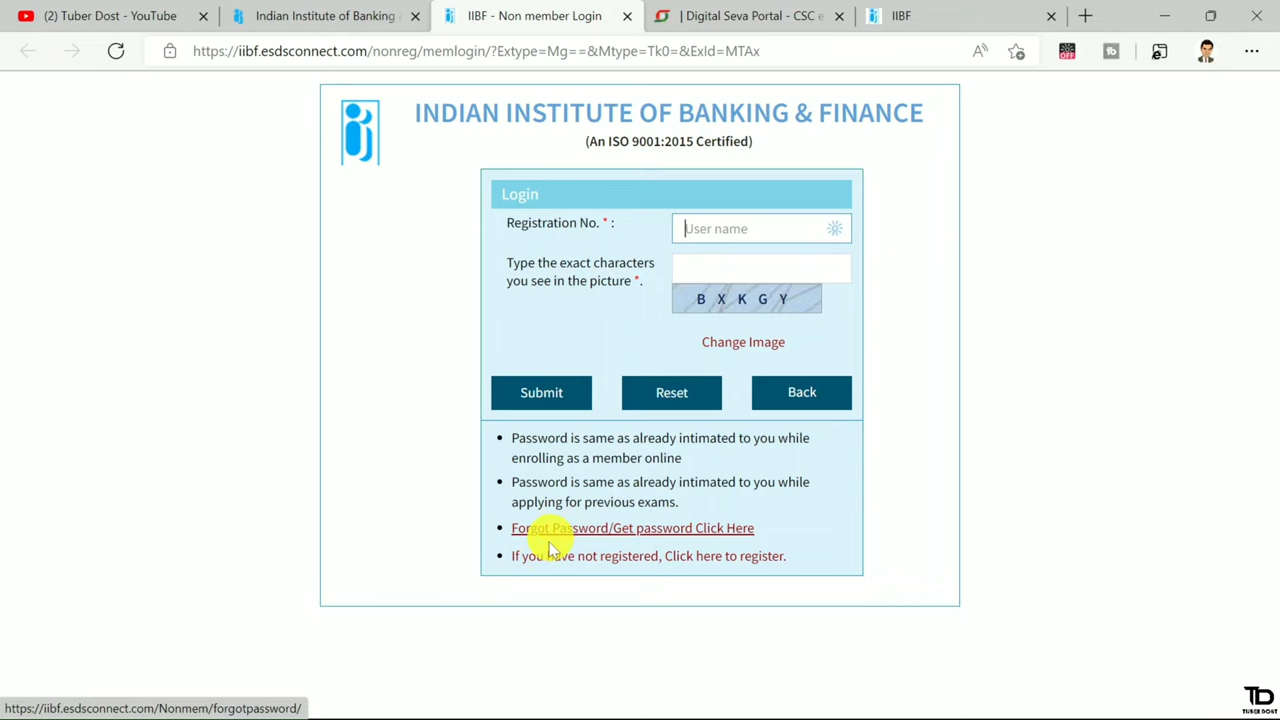 (2) Tuber Dost - YouTube
Indian Institute of Banking &
IIBF - Non member Login
| Digital Seva Portal - CSC e
IIBF
https://iibf.esdsconnect.com/nonreg/memlogin/?Extype=Mg==&Mtype=Tk0=&ExId=MTAx
OFF
INDIAN INSTITUTE OF BANKING & FINANCE
(An ISO 9001:2015 Certified)
Login
Registration No. * :
User name
Type the exact characters
you see in the picture *.
B X K G Y
Change Image
Submit
Reset
Back
• Password is same as already intimated to you while
enrolling as a member online
• Password is same as already intimated to you while
applying for previous exams.
• Forgot Password/Get password Click Here
• If you have not registered, Click here to register.
https://iibf.esdsconnect.com/Nonmem/forgotpassword/
TD
TUBER DOST